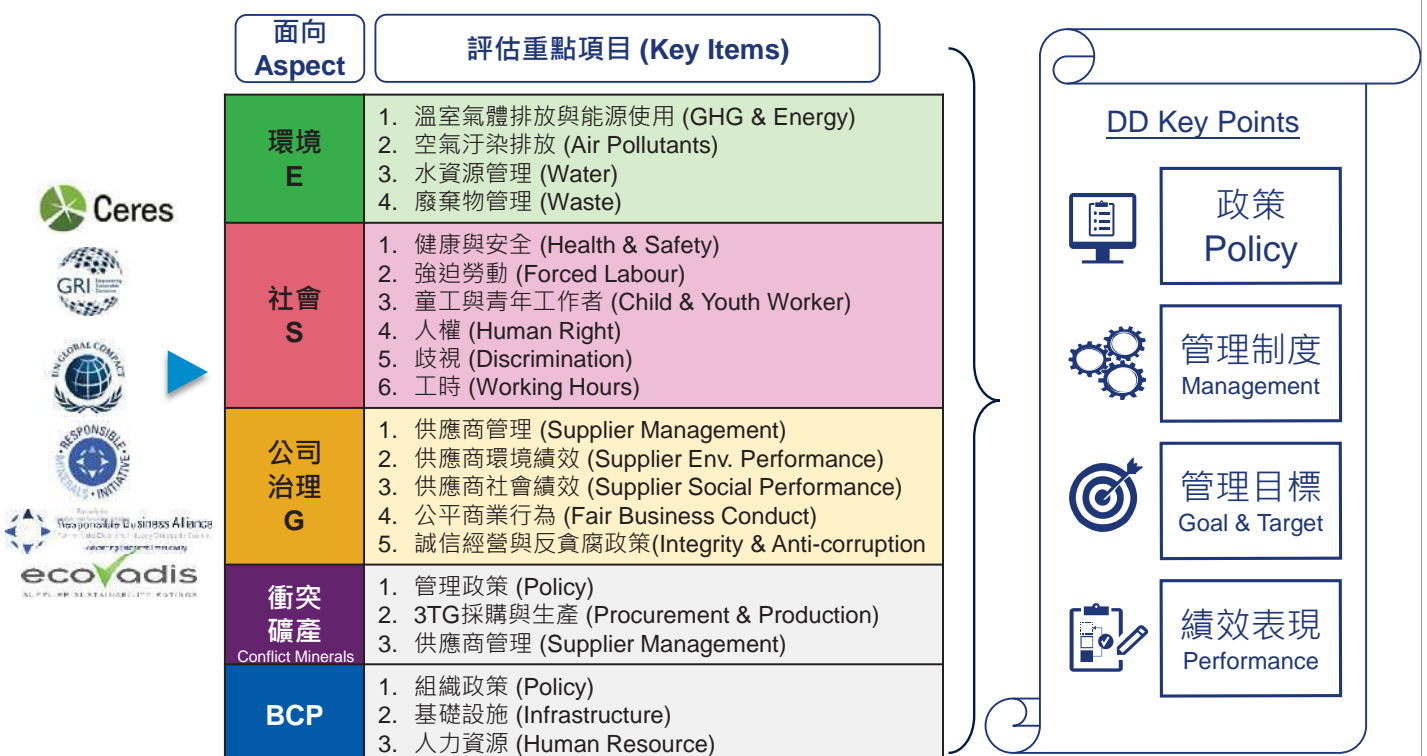 面向
Aspect
評估重點項目 (Key Items)
Ceres
GRI
UN GLOBAL COMPACT
RESPONSIBLE
MINERALS • INITIATIVE
Responsible Business Alliance
ecovadis
SUPPLIER SUSTAINABILITY RATINGS
環境
E
1. 溫室氣體排放與能源使用 (GHG & Energy)
2. 空氣汙染排放 (Air Pollutants)
3. 水資源管理 (Water)
4. 廢棄物管理 (Waste)
社會
S
1. 健康與安全 (Health & Safety)
2. 強迫勞動 (Forced Labour)
3. 童工與青年工作者 (Child & Youth Worker)
4. 人權 (Human Right)
5. 歧視 (Discrimination)
6. 工時 (Working Hours)
公司
治理
G
1. 供應商管理 (Supplier Management)
2. 供應商環境績效 (Supplier Env. Performance)
3. 供應商社會績效 (Supplier Social Performance)
4. 公平商業行為 (Fair Business Conduct)
5. 誠信經營與反貪腐政策(Integrity & Anti-corruption
衝突
礦產
Conflict Minerals
1. 管理政策 (Policy)
2. 3TG採購與生產 (Procurement & Production)
3. 供應商管理 (Supplier Management)
BCP
1. 組織政策 (Policy)
2. 基礎設施 (Infrastructure)
3. 人力資源 (Human Resource)
DD Key Points
政策
Policy
管理制度
Management
管理目標
Goal & Target
績效表現
Performance